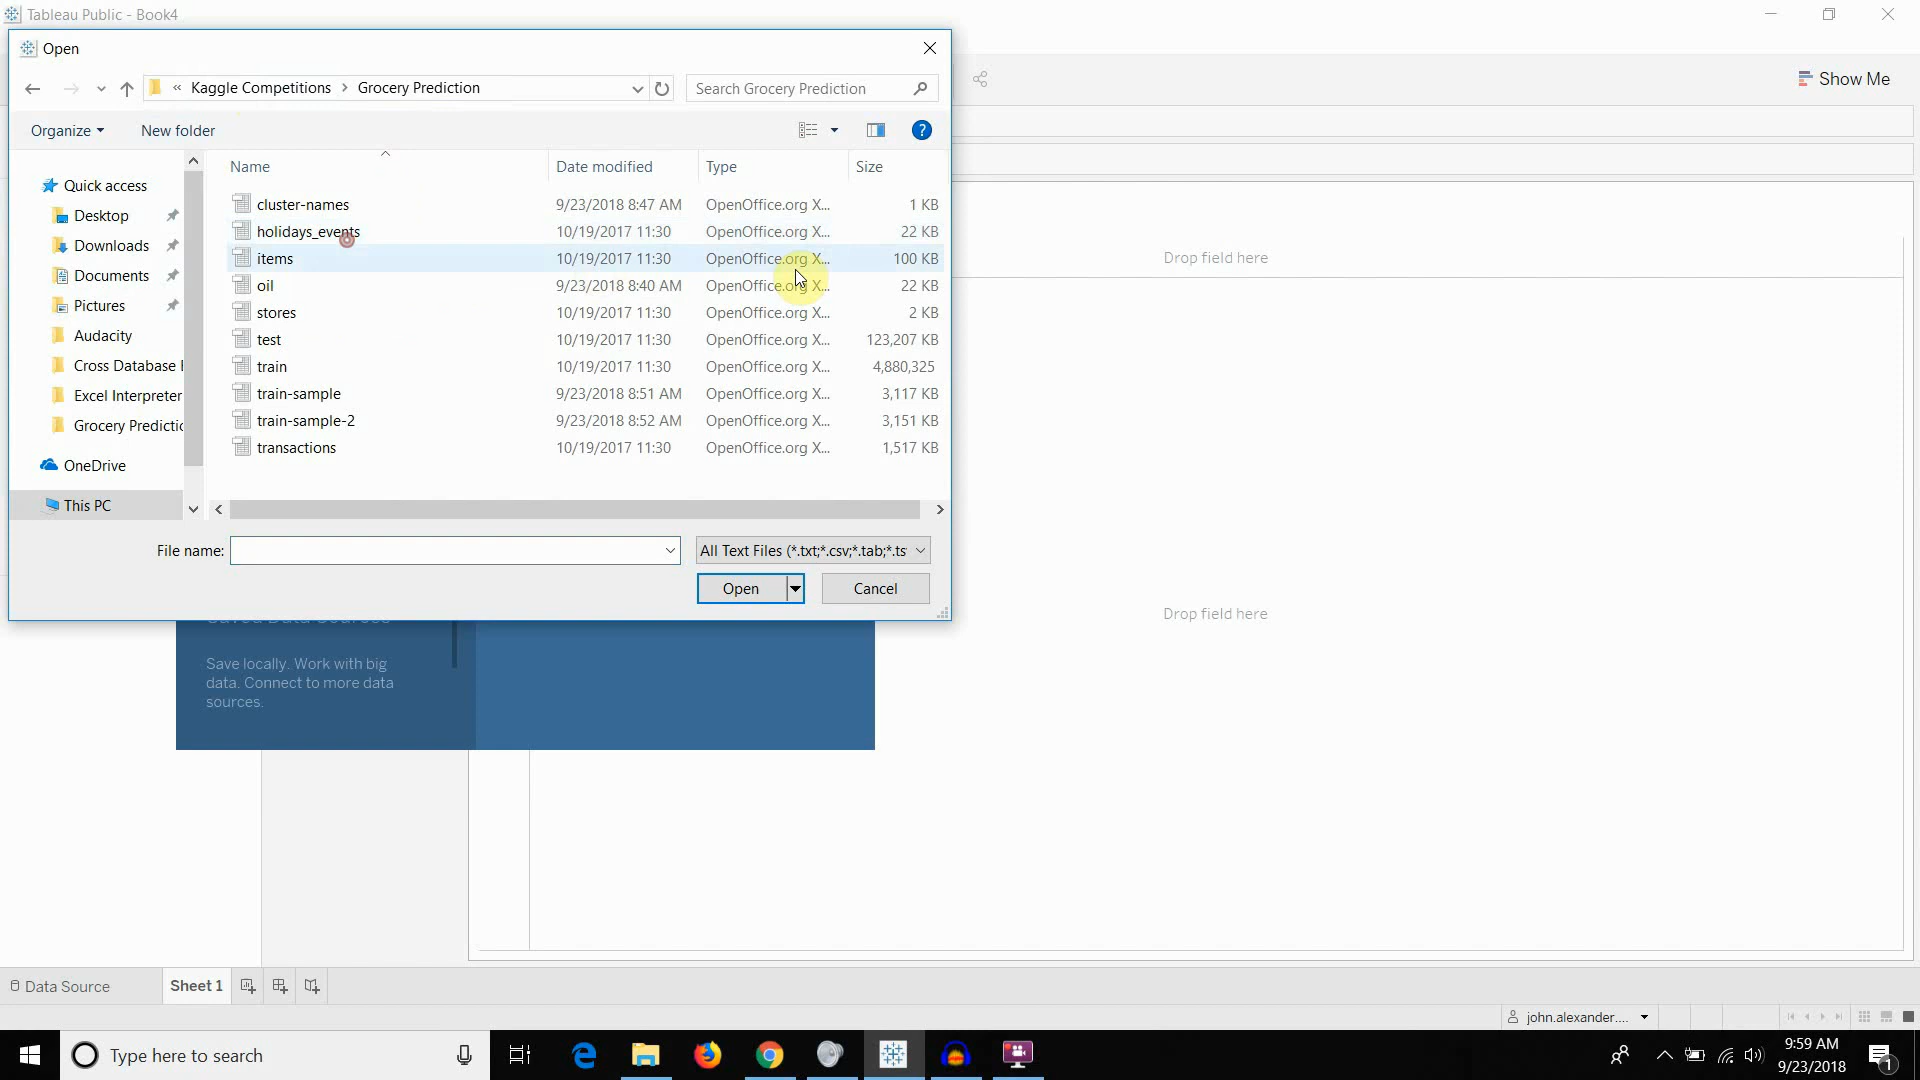 Tableau Public - Book4
Open
« Kaggle Competitions > Grocery Prediction
Search Grocery Prediction
Show Me
Organize
New folder
Name Date modified Type Size
Quick access
Desktop
Downloads
Documents
Pictures
Audacity
Cross Database
Excel Interpreter
Grocery Predictic
OneDrive
This PC
cluster-names 9/23/2018 8:47 AM OpenOffice.org X... 1 KB
holidays_events 10/19/2017 11:30 OpenOffice.org X... 22 KB
items 10/19/2017 11:30 OpenOffice.org X... 100 KB
oil 9/23/2018 8:40 AM OpenOffice.org X... 22 KB
stores 10/19/2017 11:30 OpenOffice.org X... 2 KB
test 10/19/2017 11:30 OpenOffice.org X... 123,207 KB
train 10/19/2017 11:30 OpenOffice.org X... 4,880,325
train-sample 9/23/2018 8:51 AM OpenOffice.org X... 3,117 KB
train-sample-2 9/23/2018 8:52 AM OpenOffice.org X... 3,151 KB
transactions 10/19/2017 11:30 OpenOffice.org X... 1,517 KB
File name:
All Text Files (*.txt;*.csv;*.tab;*.ts
Open
Cancel
Drop field here
Drop field here
Saved Data Sources
Save locally. Work with big
data. Connect to more data
sources.
Data Source
Sheet 1
john.alexander....
Type here to search
9:59 AM
9/23/2018
1